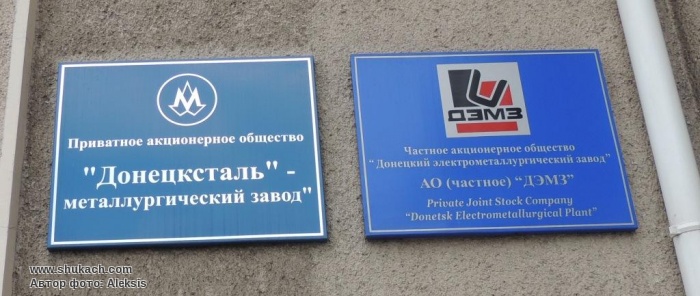 Приватное акционерное общество
"Донецксталь" -
металлургический завод"
ДЭМЗ
Частное акционерное общество
"Донецкий электрометаллургический завод"
АО (частное) "ДЭМЗ"
Private Joint Stock Company
"Donetsk Electrometallurgical Plant"
www.shukach.com
Автор фото: Aleksis